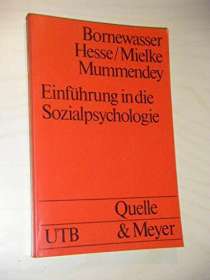 Bornewasser
Hesse/Mielke
Mummendey
Einführung in die
Sozialpsychologie
Quelle
UTB & Meyer